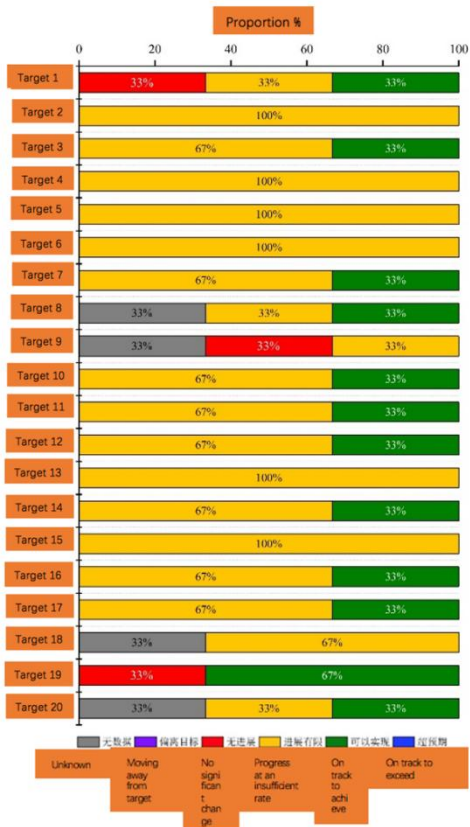 Proportion %
0 20 40 60 80 100
Target 1 33% 33% 33%
Target 2 100%
Target 3 67% 33%
Target 4 100%
Target 5 100%
Target 6 100%
Target 7 67% 33%
Target 8 33% 33% 33%
Target 9 33% 33% 33%
Target 10 67% 33%
Target 11 67% 33%
Target 12 67% 33%
Target 13 100%
Target 14 67% 33%
Target 15 100%
Target 16 67% 33%
Target 17 67% 33%
Target 18 33% 67%
Target 19 33% 67%
Target 20 33% 33% 33%
无数据 偏离目标 无进展 进展有限 可以实现 超预期
Unknown
Moving
away
from
target
No
signi
fican
t
chan
ge
Progress
at an
insufficient
rate
On
track
to
achi
eve
On track to
exceed